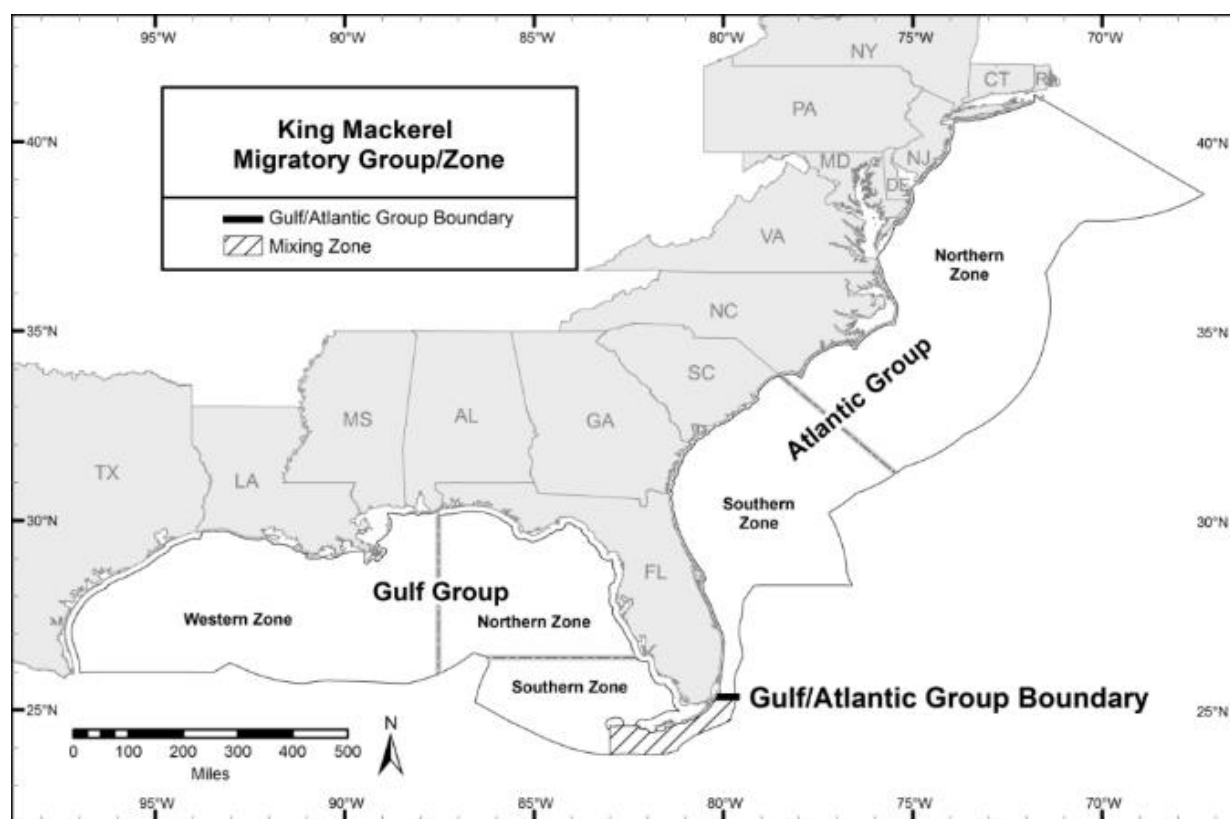 95°W 90°W 85°W 80°W 75°W 70°W
King Mackerel
Migratory Group/Zone
Gulf/Atlantic Group Boundary
Mixing Zone
NY
CT
RI
PA
40°N
40°N
NJ
MD
DE
VA
Northern
Zone
NC
35°N
35°N
Atlantic Group
SC
MS
AL
GA
TX
LA
Southern
Zone
30°N
30°N
FL
Gulf Group
Western Zone
Northern Zone
Southern Zone
Gulf/Atlantic Group Boundary
25°N
25°N
N
0 100 200 300 400 500
Miles
95°W 90°W 85°W 80°W 75°W 70°W